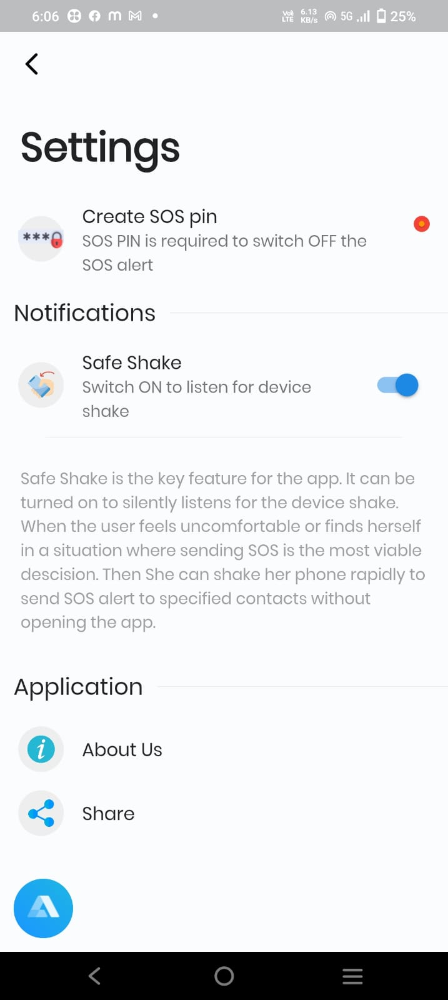 6:06 Vo) LTE 6.13 KB/s 5G 25%
Settings
***
Create SOS pin
SOS PIN is required to switch OFF the
SOS alert
Notifications
Safe Shake
Switch ON to listen for device
shake
Safe Shake is the key feature for the app. It can be
turned on to silently listens for the device shake.
When the user feels uncomfortable or finds herself
in a situation where sending SOS is the most viable
descision. Then She can shake her phone rapidly to
send SOS alert to specified contacts without
opening the app.
Application
About Us
Share